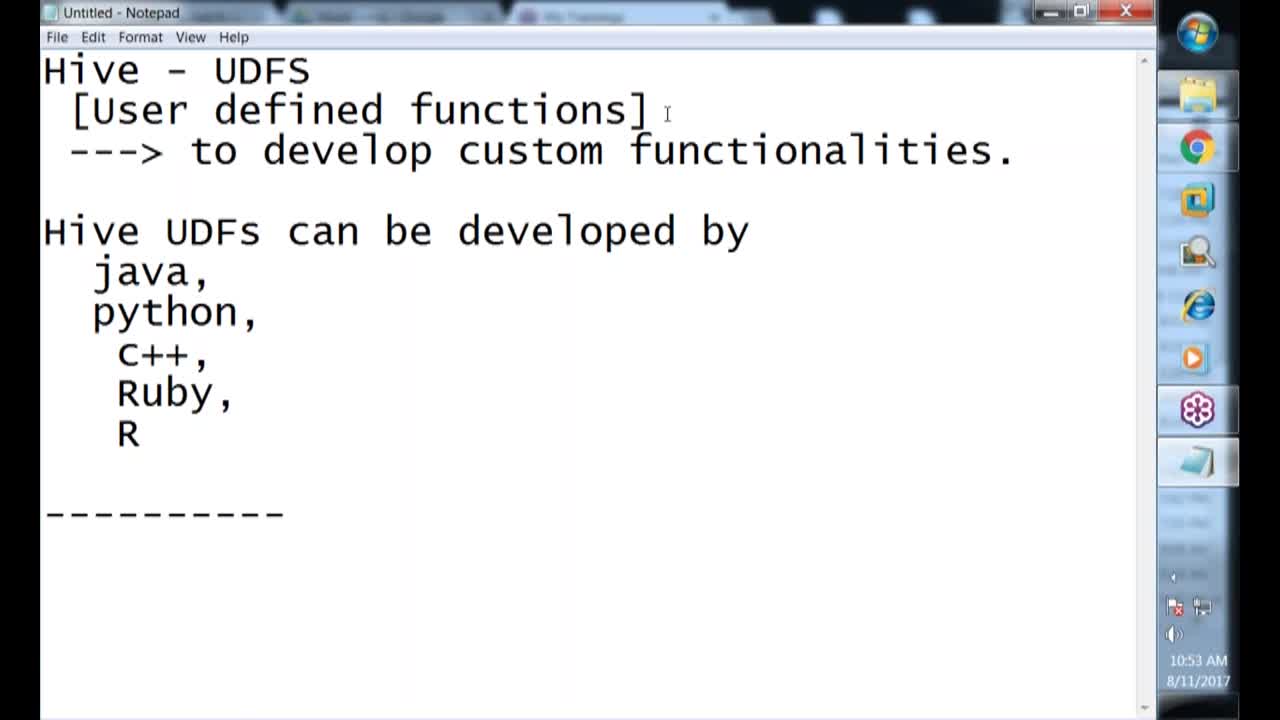 Untitled - Notepad
File Edit Format View Help
Hive - UDFS
[User defined functions]
---> to develop custom functionalities.
Hive UDFs can be developed by
java,
python,
C++,
Ruby,
R
----------
10:53 AM
8/11/2017